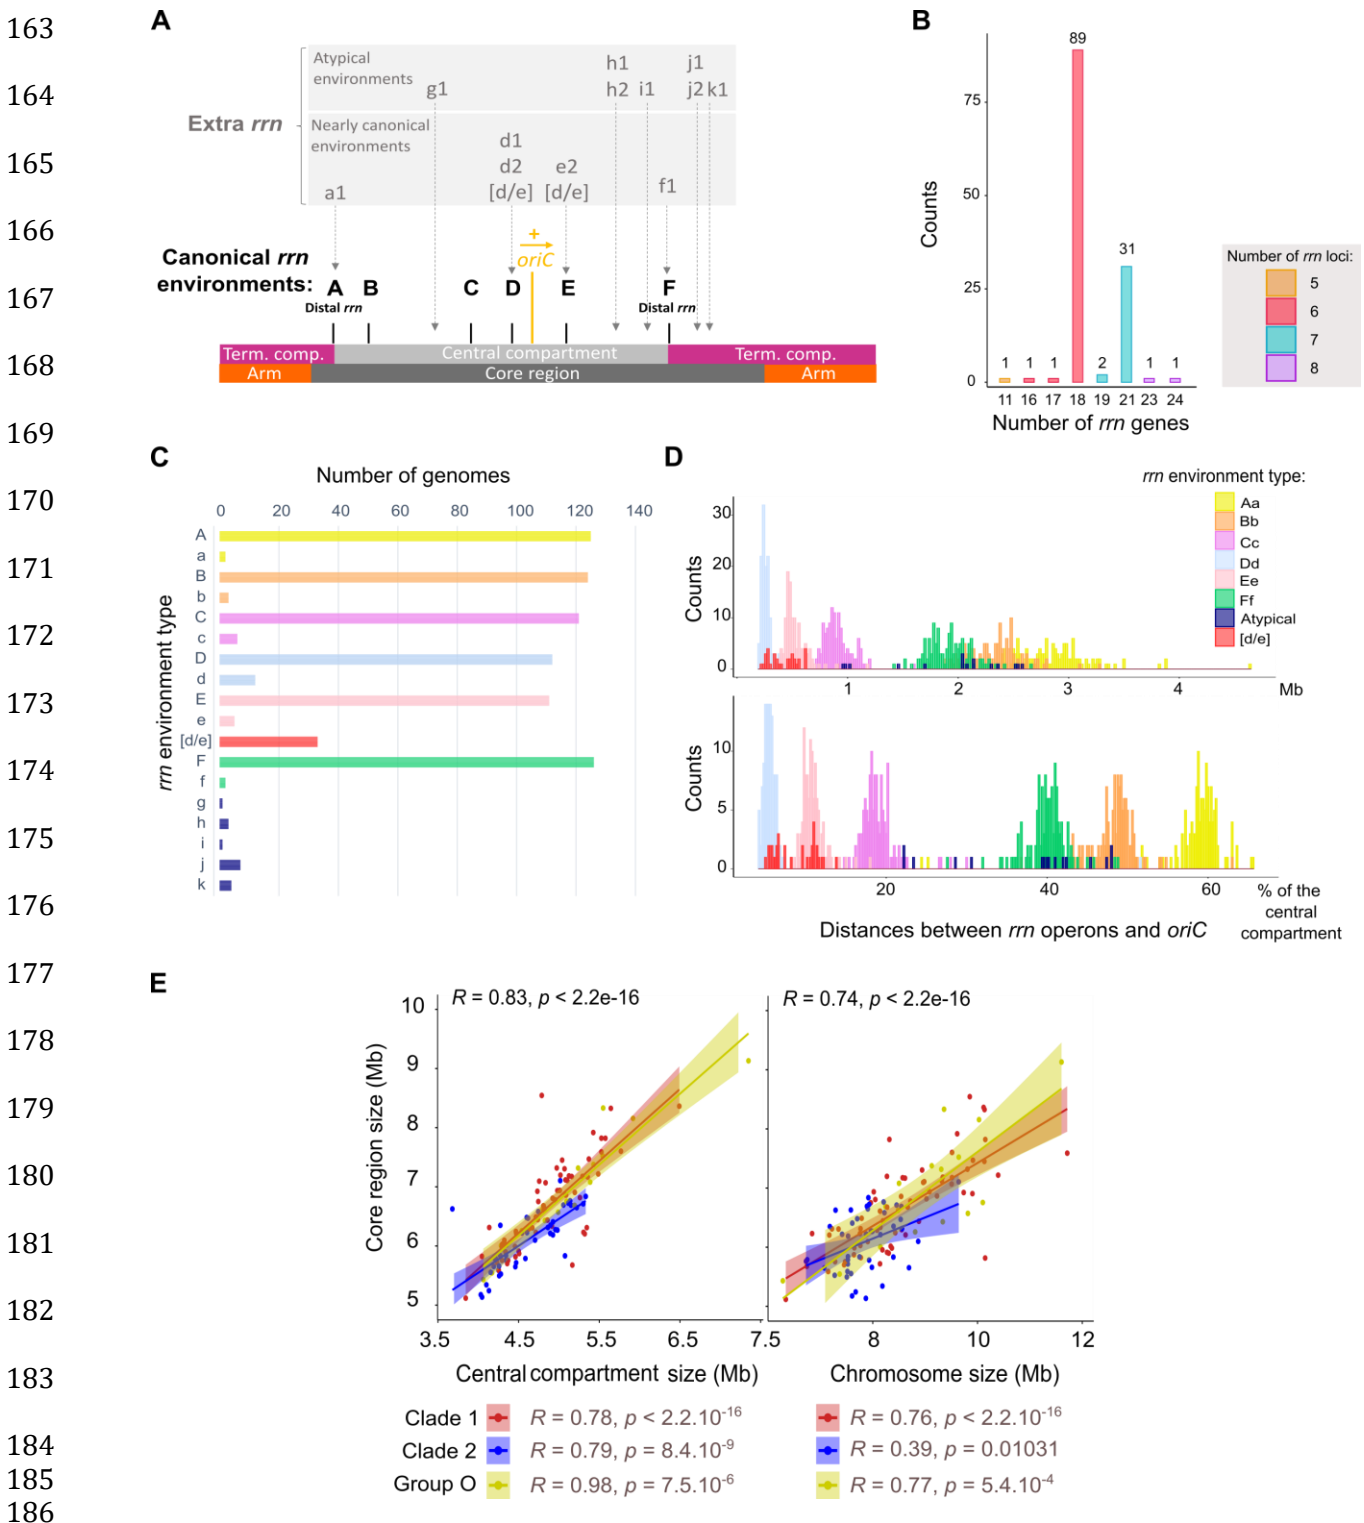 163
164
165
166
167
168
169
170
171
172
173
174
175
176
177
178
179
180
181
182
183
184
185
186
A
Atypical
environments
h1
j1
g1
h2
i1
j2
k1
Extra rrn
Nearly canonical
environments
d1
d2
e2
[d/e]
[d/e]
a1
f1
+
oriC
Canonical rrn
environments:
A
B
C
D
E
F
Distal rrn
Distal rrn
Term. comp.
Central compartment
Term. comp.
Arm
Core region
Arm
B
Counts
75
50
25
0
1
1
1
89
2
31
1
1
11
16
17
18
19
21
23
24
Number of rrn genes
Number of rrn loci:
5
6
7
8
C
Number of genomes
0
20
40
60
80
100
120
140
rrn environment type
A
a
B
b
C
c
D
d
E
e
[d/e]
F
f
g
h
i
j
k
D
rrn environment type:
Aa
Bb
Cc
Dd
Ee
Ff
Atypical
[d/e]
Counts
30
20
10
0
1
2
3
4
Mb
Counts
10
5
0
20
40
60
% of the
central
compartment
Distances between rrn operons and oriC
E
R = 0.83, p < 2.2e-16
R = 0.74, p < 2.2e-16
Core region size (Mb)
10
9
8
7
6
5
3.5
4.5
5.5
6.5
7.5
8
10
12
Central compartment size (Mb)
Chromosome size (Mb)
Clade 1
R = 0.78, p < 2.2.10-16
R = 0.76, p < 2.2.10-16
Clade 2
R = 0.79, p = 8.4.10-9
R = 0.39, p = 0.01031
Group O
R = 0.98, p = 7.5.10-6
R = 0.77, p = 5.4.10-4